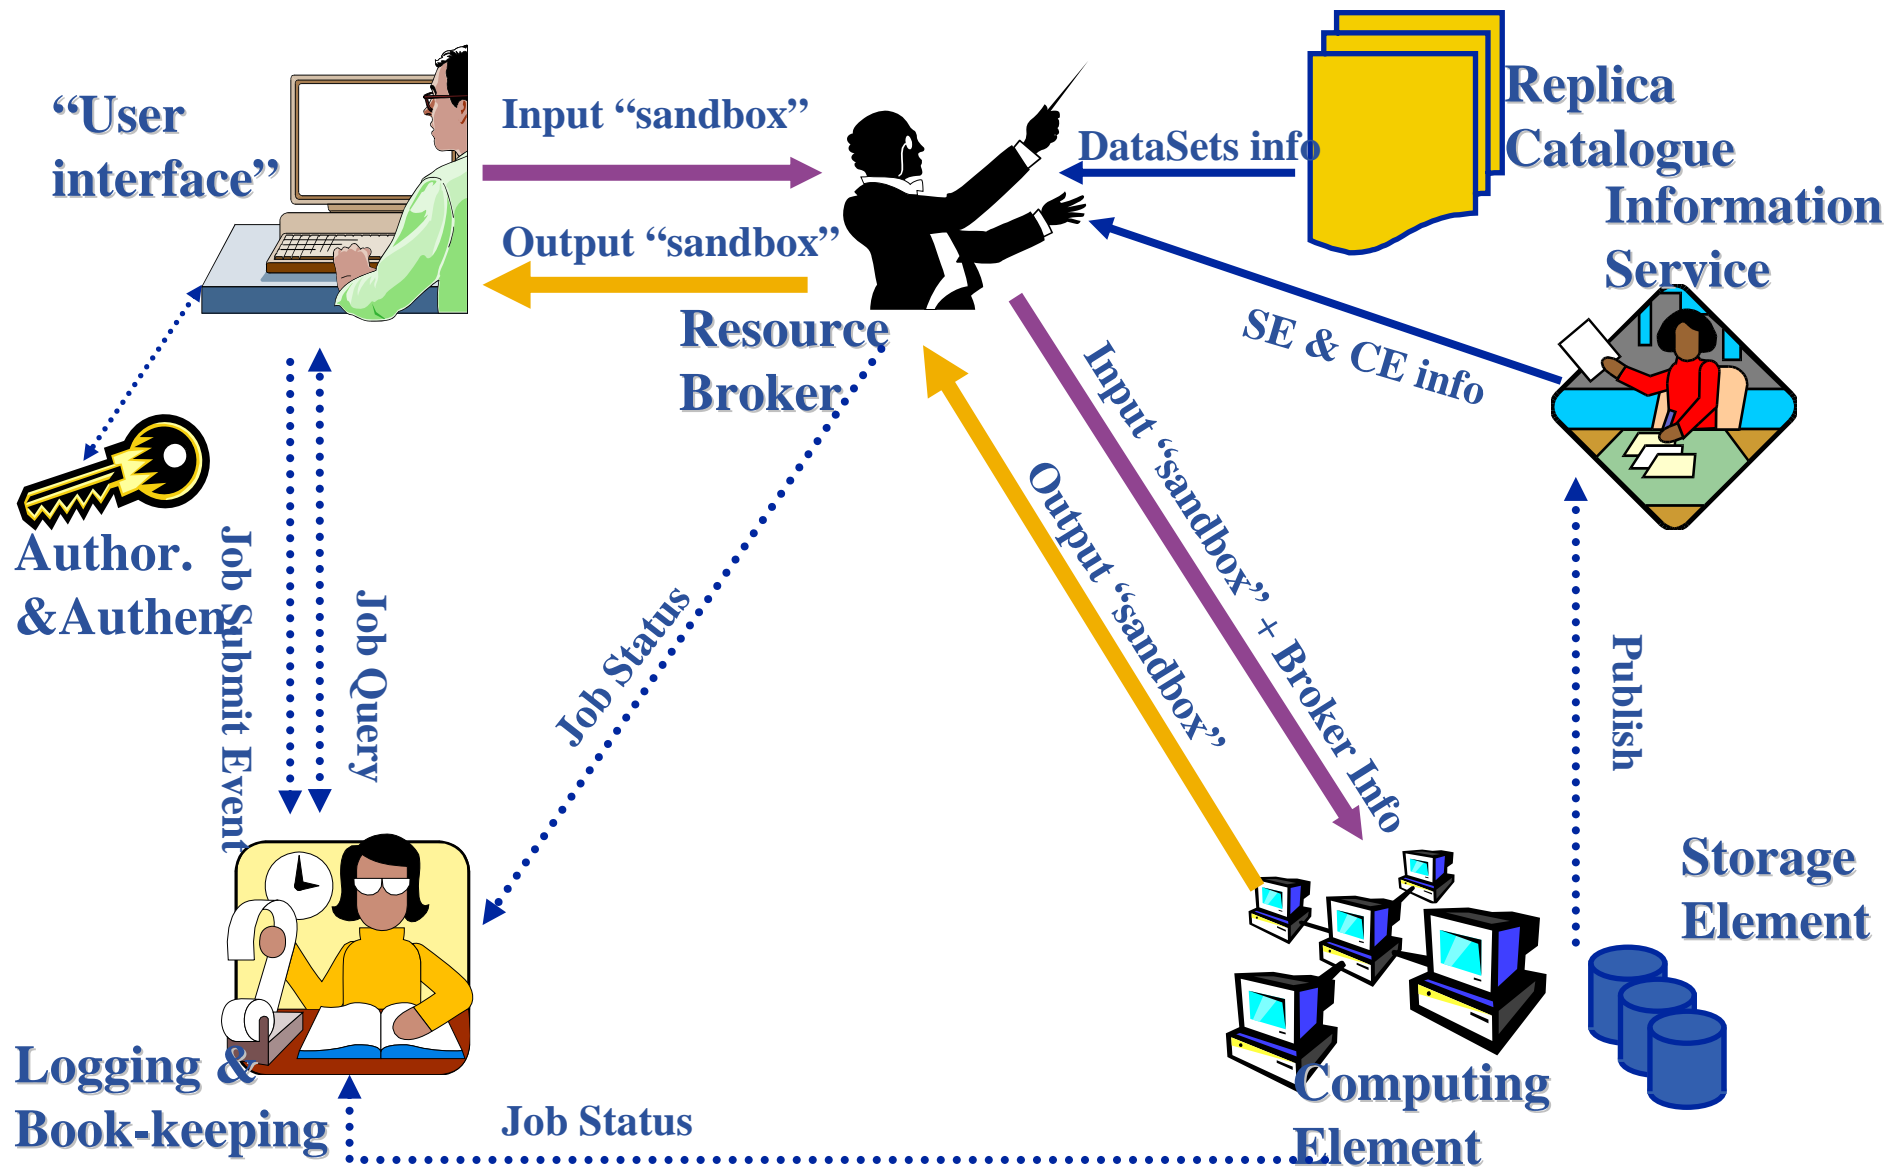 “User
interface”
Input “sandbox”
Output “sandbox”
DataSets info
Replica
Catalogue
Information
Service
Resource
Broker
SE & CE info
Input “sandbox” + Broker Info
Output “sandbox”
Author.
&Authen.
Job Submit Event
Job Query
Job Status
Publish
Storage
Element
Logging &
Book-keeping
Job Status
Computing
Element